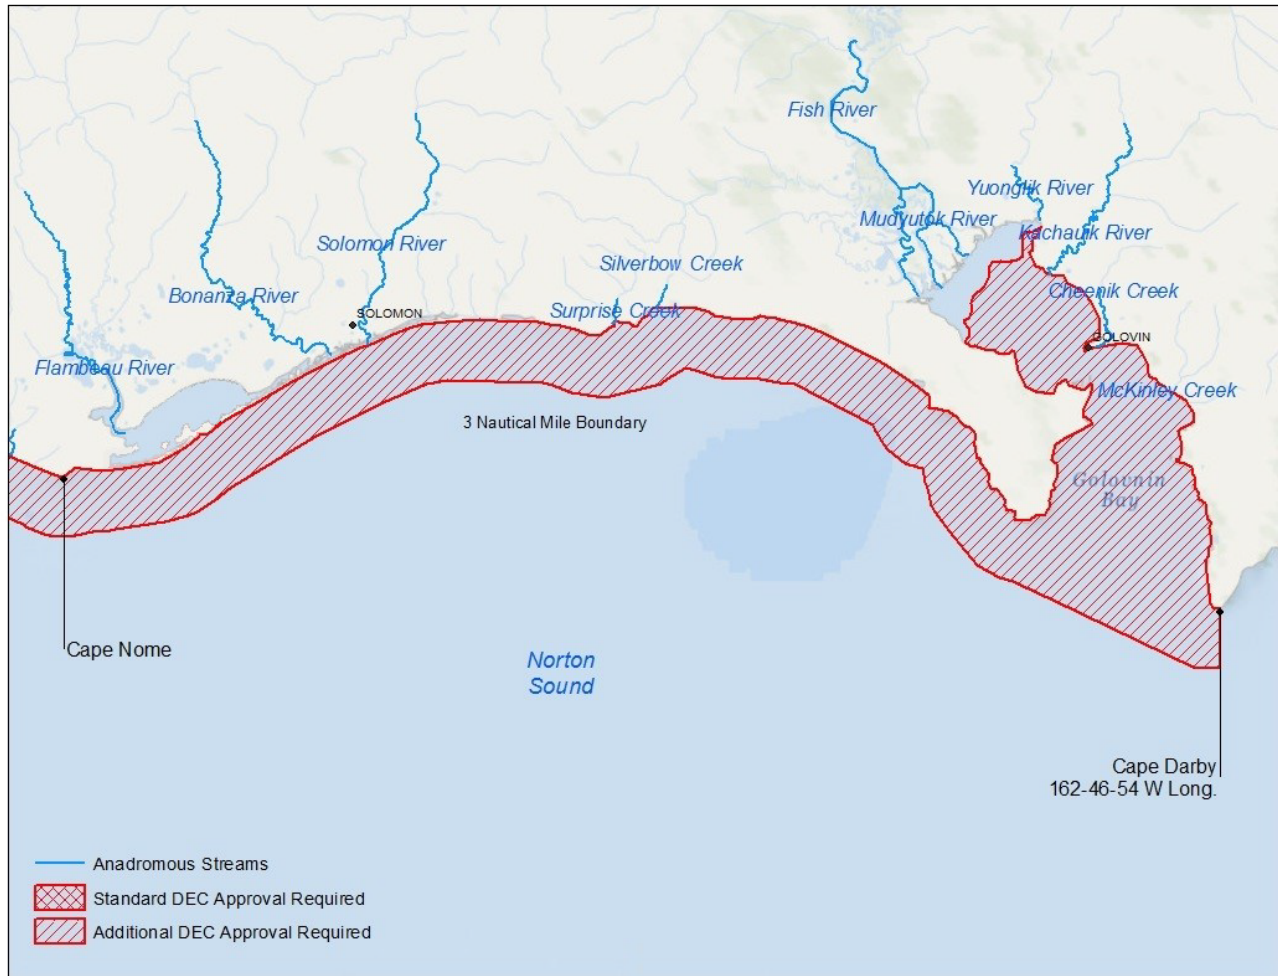 Fish River
Yuonglik River
Mudyutok River
Kachauik River
Solomon River
Silverbow Creek
Bonanza River
Cheenik Creek
SOLOMON
Surprise Creek
GOLOVIN
Flambeau River
McKinley Creek
3 Nautical Mile Boundary
Golovnin
Bay
Cape Nome
Norton
Sound
Cape Darby
162-46-54 W Long.
Anadromous Streams
Standard DEC Approval Required
Additional DEC Approval Required